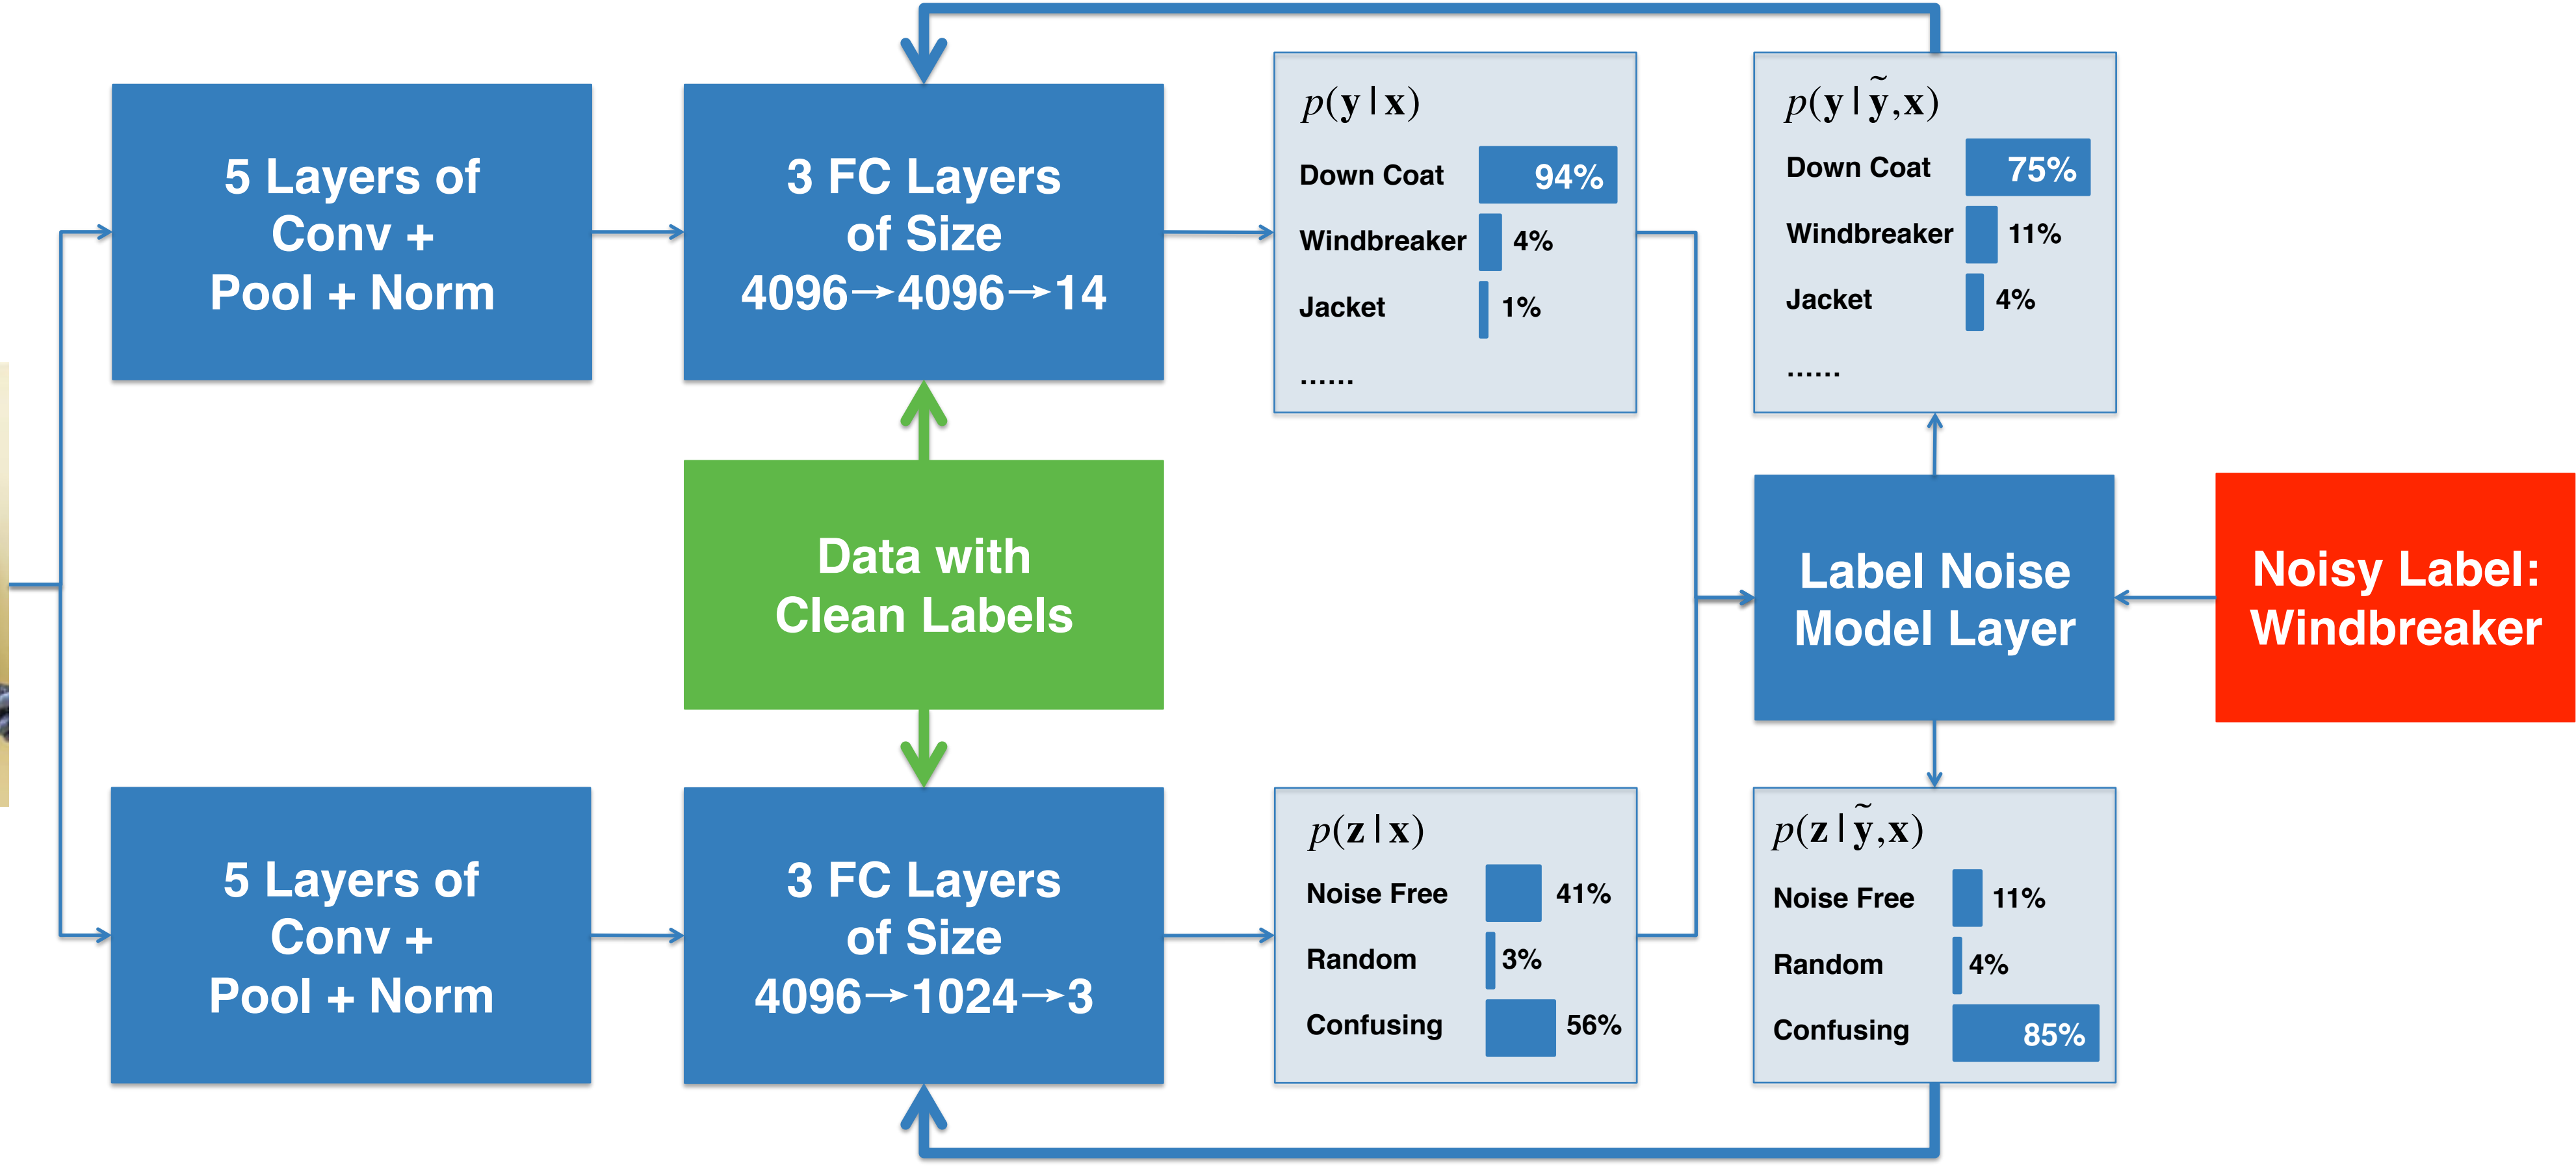 5 Layers of
Conv +
Pool + Norm
3 FC Layers
of Size
4096→4096→14
p(y|x)
Down Coat 94%
Windbreaker 4%
Jacket 1%
......
p(y|ỹ,x)
Down Coat 75%
Windbreaker 11%
Jacket 4%
......
Data with
Clean Labels
Label Noise
Model Layer
Noisy Label:
Windbreaker
5 Layers of
Conv +
Pool + Norm
3 FC Layers
of Size
4096→1024→3
p(z|x)
Noise Free 41%
Random 3%
Confusing 56%
p(z|ỹ,x)
Noise Free 11%
Random 4%
Confusing 85%